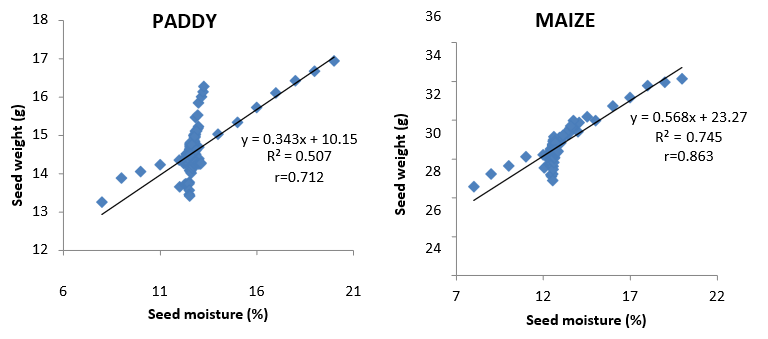 PADDY
18
17
16
15
14
13
12
Seed weight (g)
y = 0.343x + 10.15
R² = 0.507
r=0.712
6
11
16
21
Seed moisture (%)
MAIZE
36
34
32
30
28
26
24
Seed weight (g)
y = 0.568x + 23.27
R² = 0.745
r=0.863
7
12
17
22
Seed moisture (%)